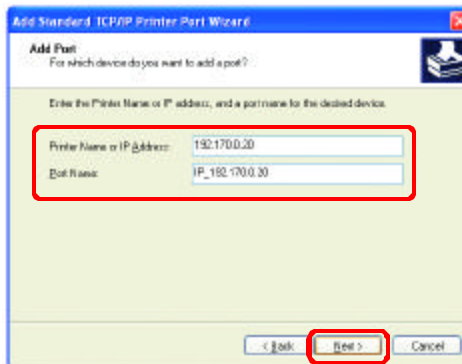 Add Standard TCP/IP Printer Port Wizard
Add Port
For which device do you want to add a port?
Enter the Printer Name or IP address, and a port name for the desired device.
Printer Name or IP Address: 192.170.0.20
Port Name: IP_192.170.0.20
< Back Next > Cancel